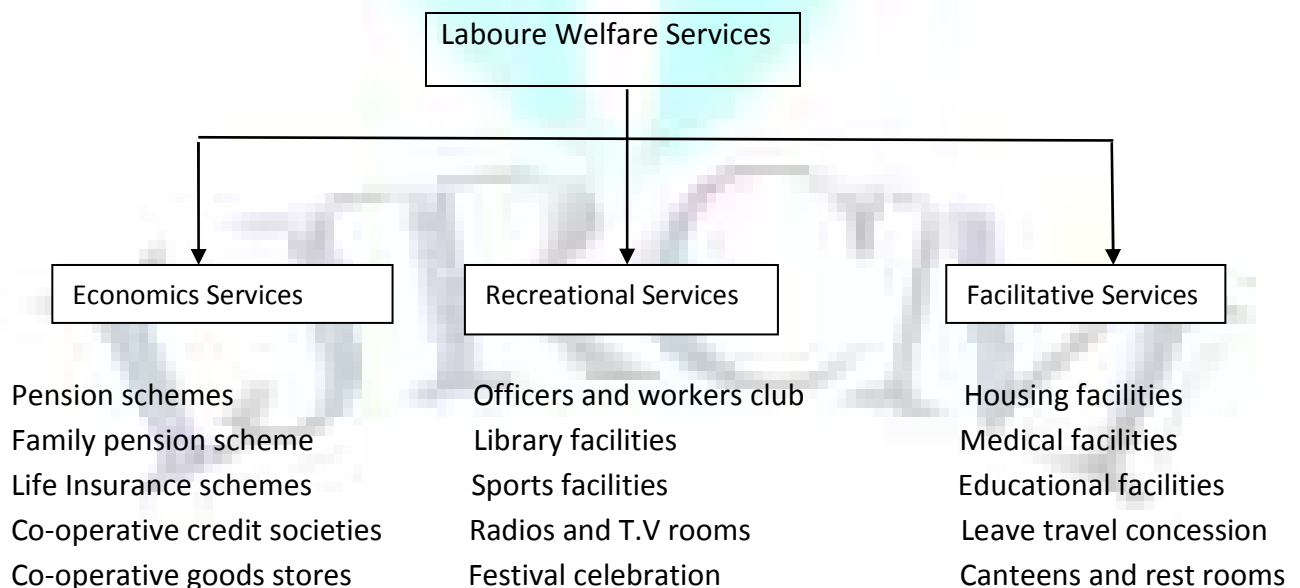 Laboure Welfare Services
Economics Services
Recreational Services
Facilitative Services
Pension schemes
Family pension scheme
Life Insurance schemes
Co-operative credit societies
Co-operative goods stores
Officers and workers club
Library facilities
Sports facilities
Radios and T.V rooms
Festival celebration
Housing facilities
Medical facilities
Educational facilities
Leave travel concession
Canteens and rest rooms
IJRCM